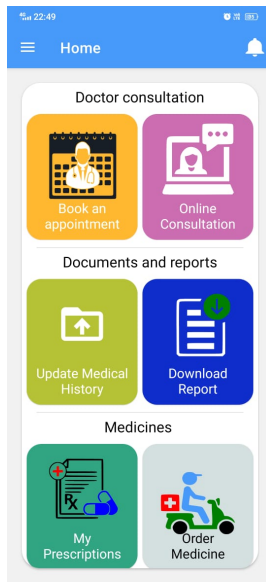 22:49
Home
Doctor consultation
Book an
appointment
Online
Consultation
Documents and reports
Update Medical
History
Download
Report
Medicines
Rx
My
Prescriptions
Order
Medicine